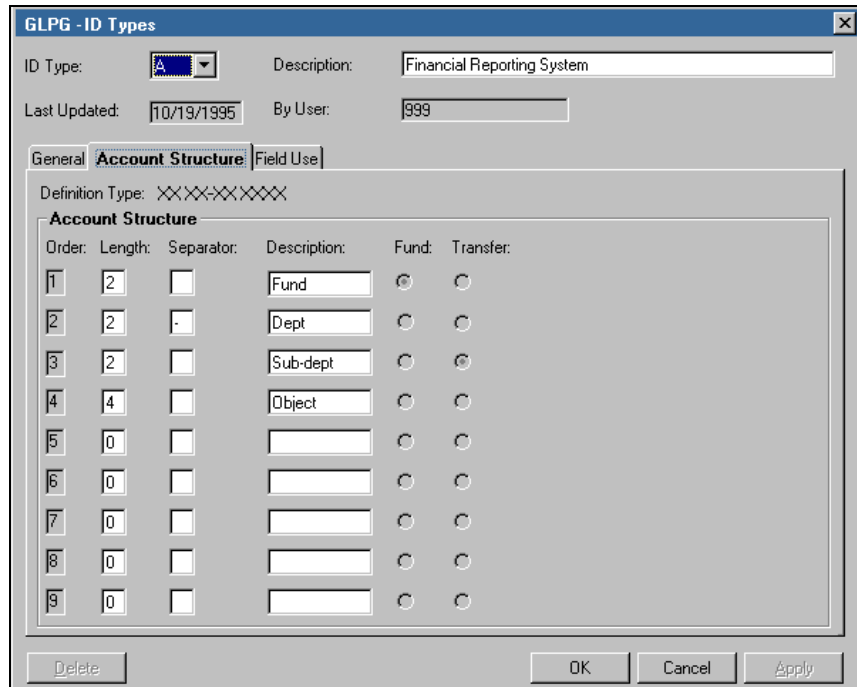 GLPG - ID Types
ID Type: A Description: Financial Reporting System
Last Updated: 10/19/1995 By User: 999
General Account Structure Field Use
Definition Type: XXXX-XXXXXX
Account Structure
Order: Length: Separator: Description: Fund: Transfer:
1 2 Fund
2 2 - Dept
3 2 Sub-dept
4 4 Object
5 0
6 0
7 0
8 0
9 0
Delete OK Cancel Apply